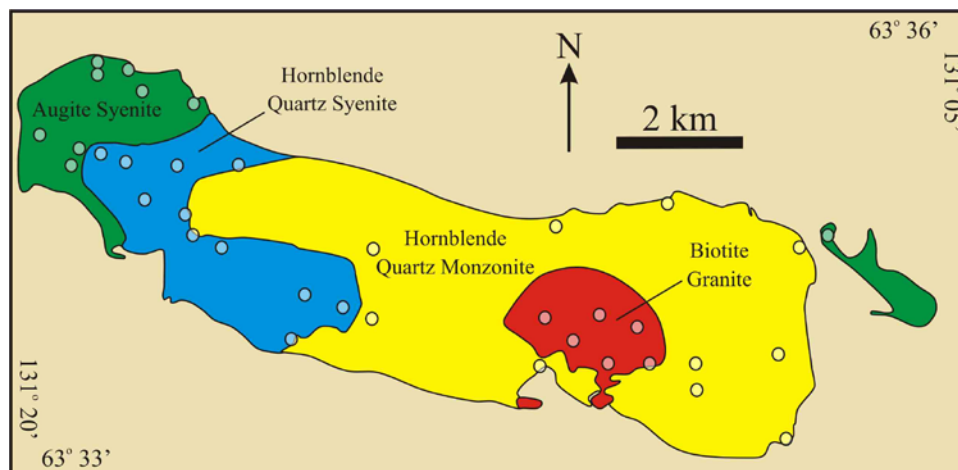 63° 36’
131° 05’
N
2 km
Hornblende
Quartz Syenite
Augite Syenite
Hornblende
Quartz Monzonite
Biotite
Granite
131° 20’
63° 33’